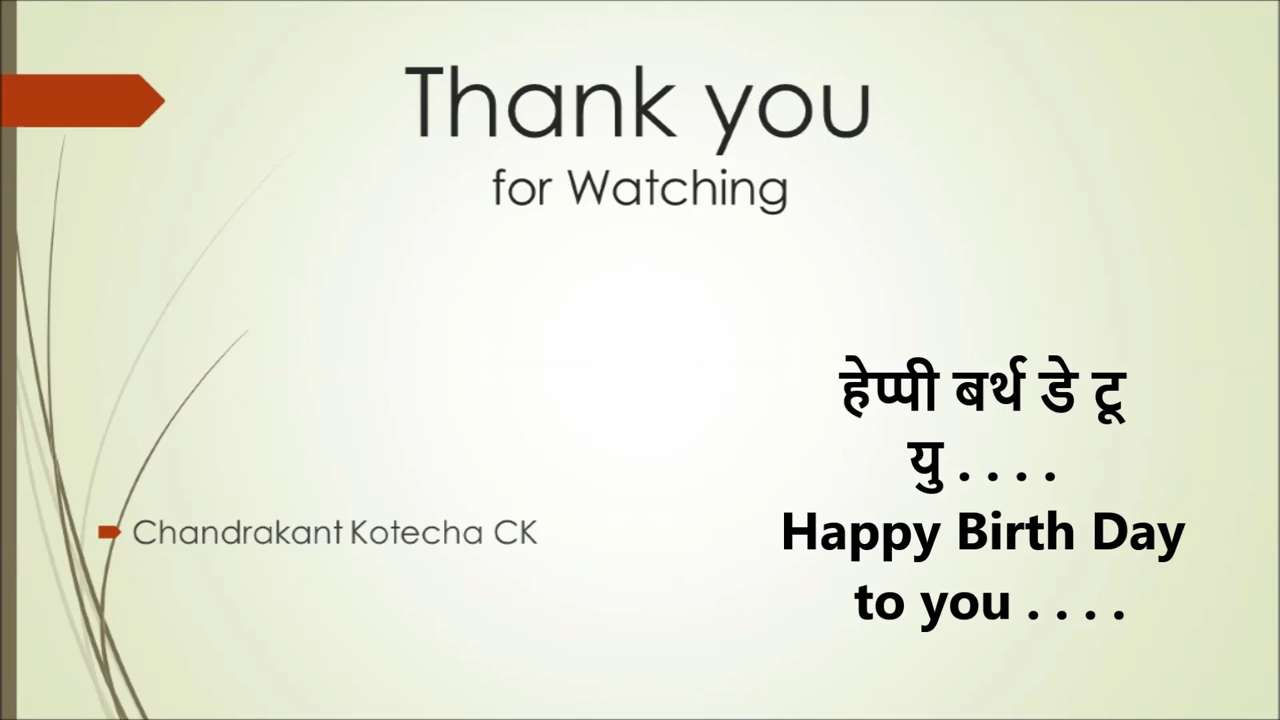 Thank you
for Watching
हेप्पी बर्थ डे टू
यु . . . .
Happy Birth Day
to you . . . .
Chandrakant Kotecha CK